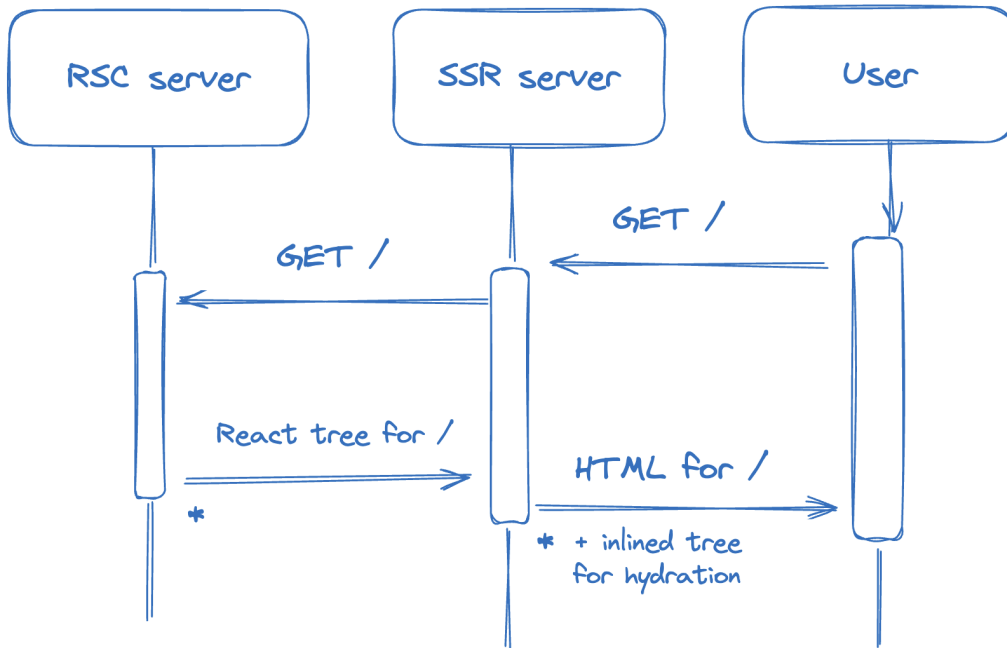 RSC server
SSR server
User
GET /
GET /
React tree for /
*
HTML for /
* + inlined tree
for hydration